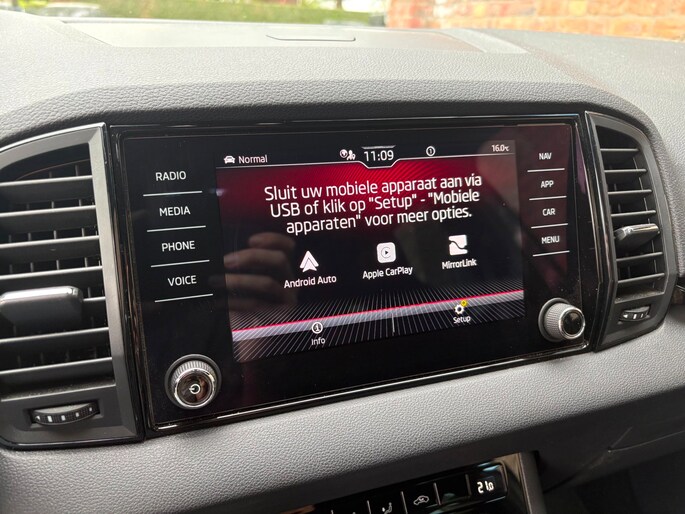 Normal
11:09
16.0°C
RADIO
MEDIA
PHONE
VOICE
Sluit uw mobiele apparaat aan via
USB of klik op "Setup" - "Mobiele
apparaten" voor meer opties.
Android Auto
Apple CarPlay
MirrorLink
Info
Setup
NAV
APP
CAR
MENU
21.0